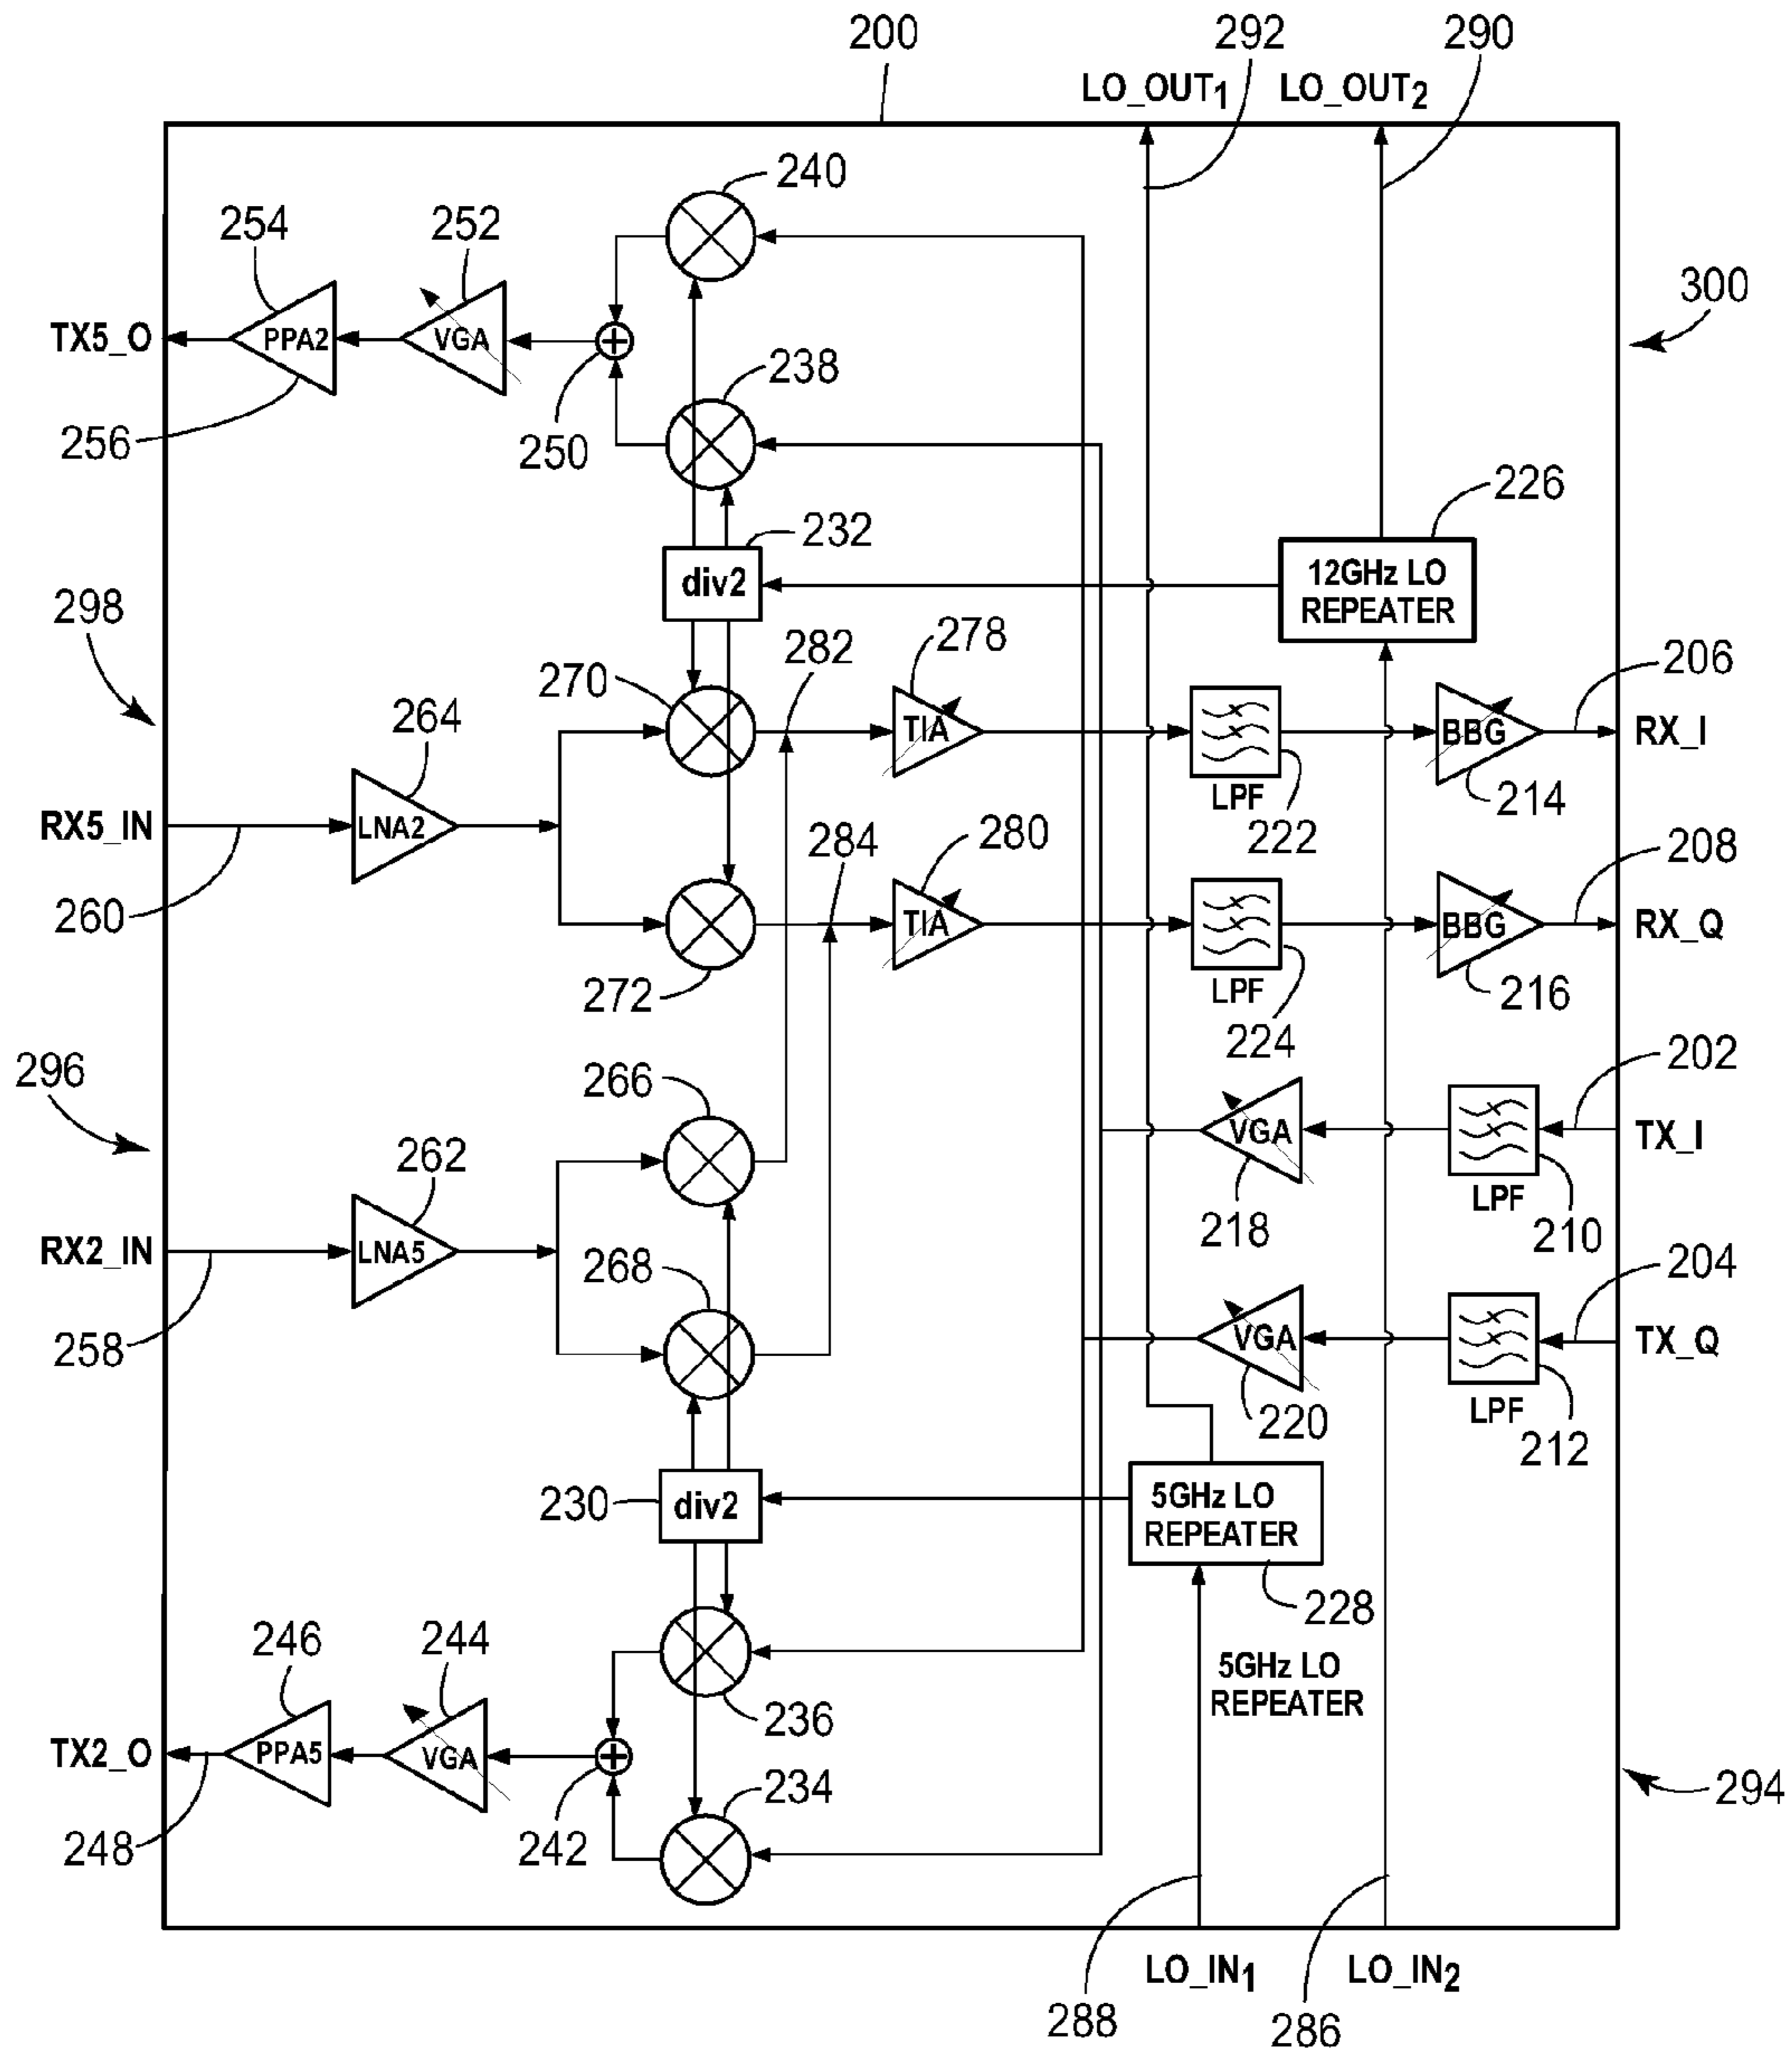 200
292
290
LO_OUT1
LO_OUT2
240
254
252
300
TX5_O
PPA2
VGA
238
256
250
226
232
div2
12GHz LO
REPEATER
298
282
278
206
270
264
TIA
BBG
RX_I
LPF
214
RX5_IN
LNA2
222
284
280
208
260
TIA
BBG
RX_Q
272
LPF
216
224
202
296
266
VGA
TX_I
262
LPF
218
210
RX2_IN
LNA5
268
204
258
VGA
TX_Q
LPF
220
212
230
div2
5GHz LO
REPEATER
228
246
244
5GHz LO
REPEATER
236
TX2_O
PPA5
VGA
234
294
248
242
LO_IN1
LO_IN2
288
286